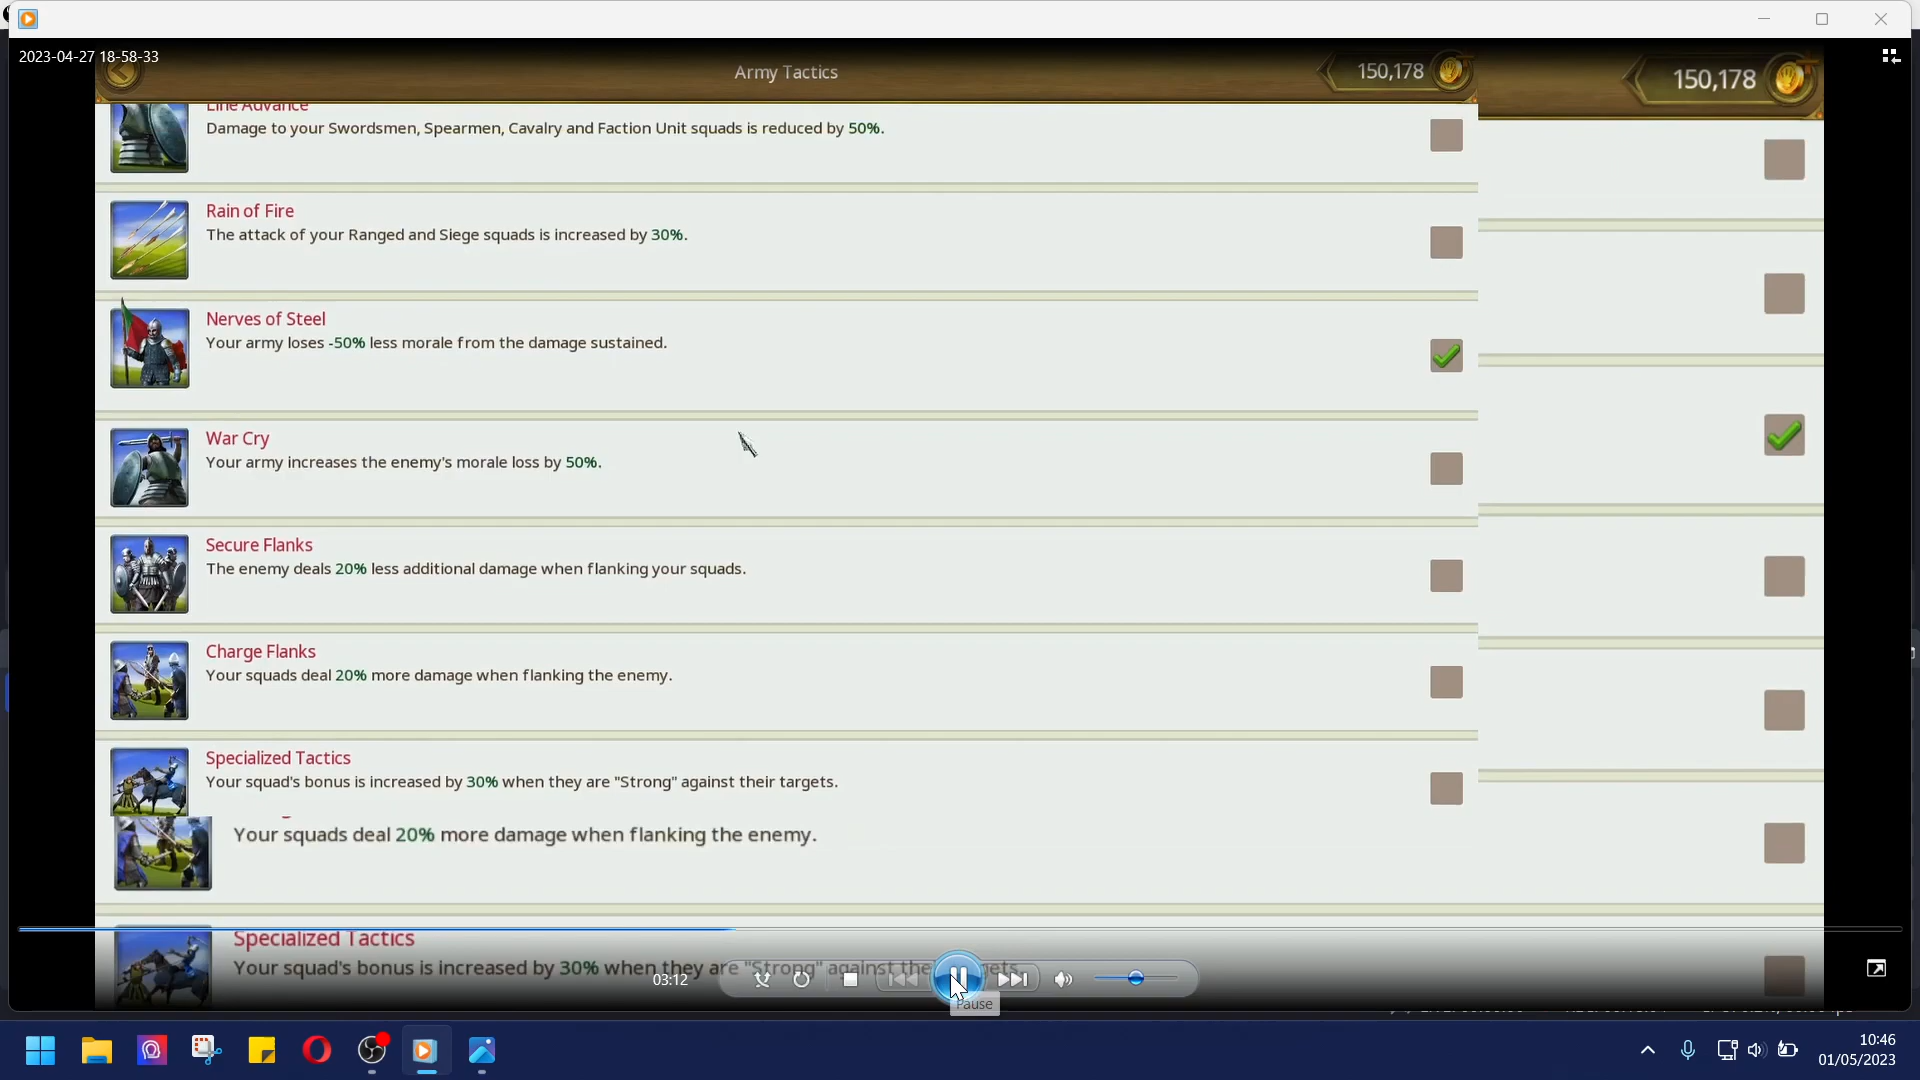 2023-04-27 18-58-33
Army Tactics
150,178
150,178
Line Advance
Damage to your Swordsmen, Spearmen, Cavalry and Faction Unit squads is reduced by 50%.
Rain of Fire
The attack of your Ranged and Siege squads is increased by 30%.
Nerves of Steel
Your army loses -50% less morale from the damage sustained.
War Cry
Your army increases the enemy's morale loss by 50%.
Secure Flanks
The enemy deals 20% less additional damage when flanking your squads.
Charge Flanks
Your squads deal 20% more damage when flanking the enemy.
Specialized Tactics
Your squad's bonus is increased by 30% when they are "Strong" against their targets.
Your squads deal 20% more damage when flanking the enemy.
Specialized Tactics
Your squad's bonus is increased by 30% when they are "Strong" against the
03:12
Pause
10:46
01/05/2023